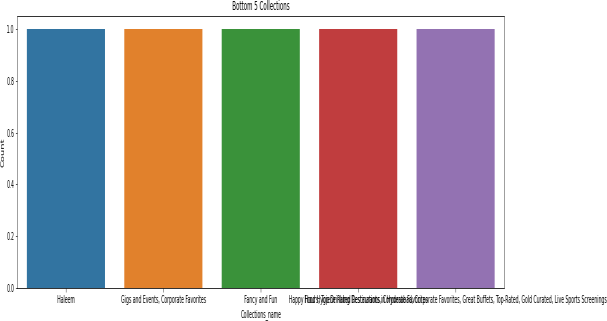 Bottom 5 Collections
Count
1.0
0.8
0.6
0.4
0.2
0.0
Haleem
Gigs and Events, Corporate Favorites
Fancy and Fun
Happy
Corporate Favorites, Great Buffets, Top-Rated, Gold Curated, Live Sports Screenings
Collections_name